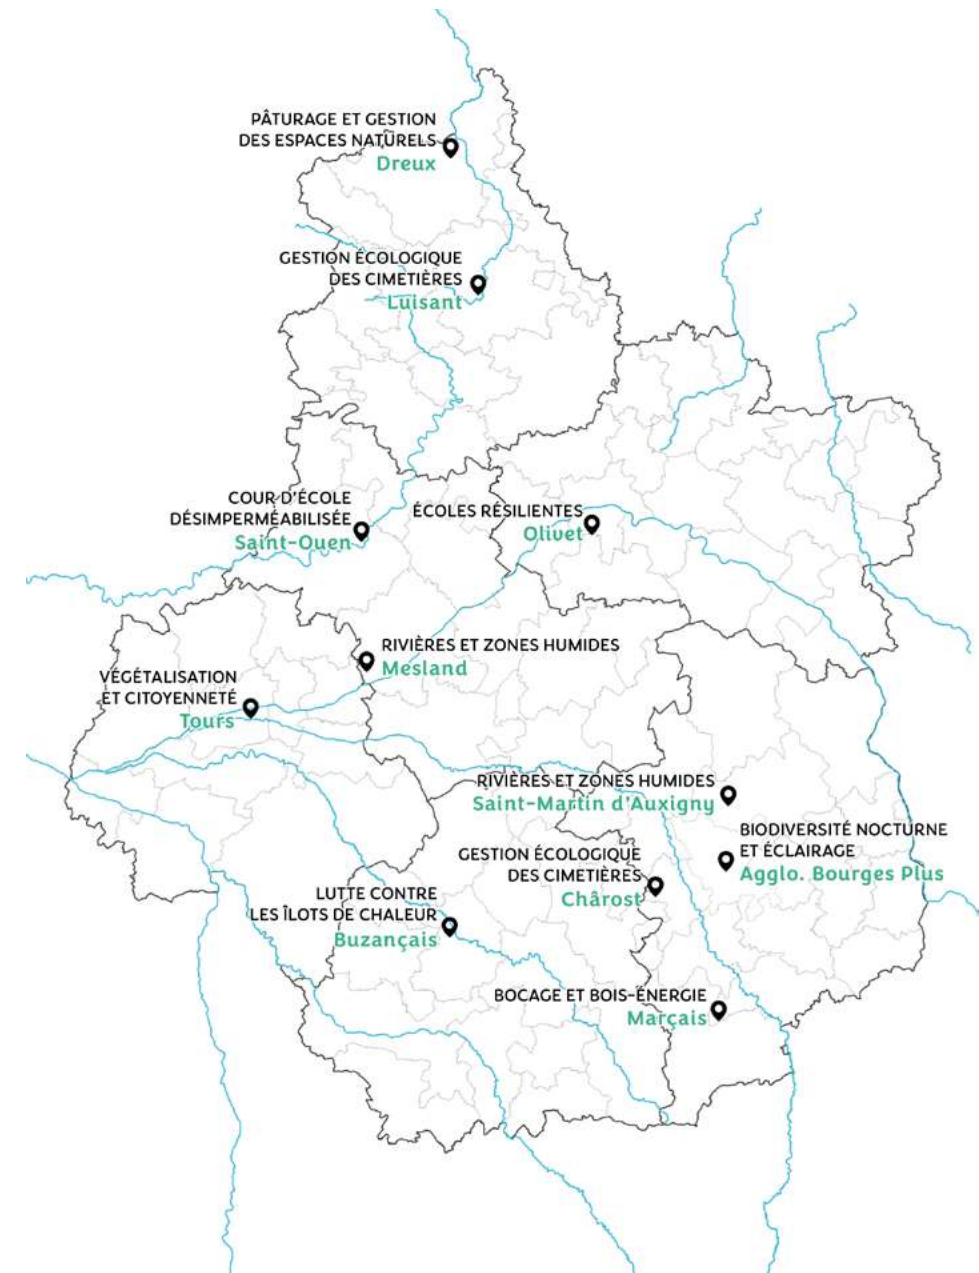 PÂTURAGE ET GESTION
DES ESPACES NATURELS
Dreux
GESTION ÉCOLOGIQUE
DES CIMETIÈRES
Luisant
COUR D'ÉCOLE
DÉSIMPERMÉABILISÉE
Saint-Ouen
ÉCOLES RÉSILIENTES
Olivet
RIVIÈRES ET ZONES HUMIDES
Mesland
VÉGÉTALISATION
ET CITOYENNETÉ
Tours
RIVIÈRES ET ZONES HUMIDES
Saint-Martin d'Auxigny
BIODIVERSITÉ NOCTURNE
ET ÉCLAIRAGE
Agglo. Bourges Plus
GESTION ÉCOLOGIQUE
DES CIMETIÈRES
Chârost
LUTTE CONTRE
LES ÎLOTS DE CHALEUR
Buzançais
BOCAGE ET BOIS-ÉNERGIE
Marçais